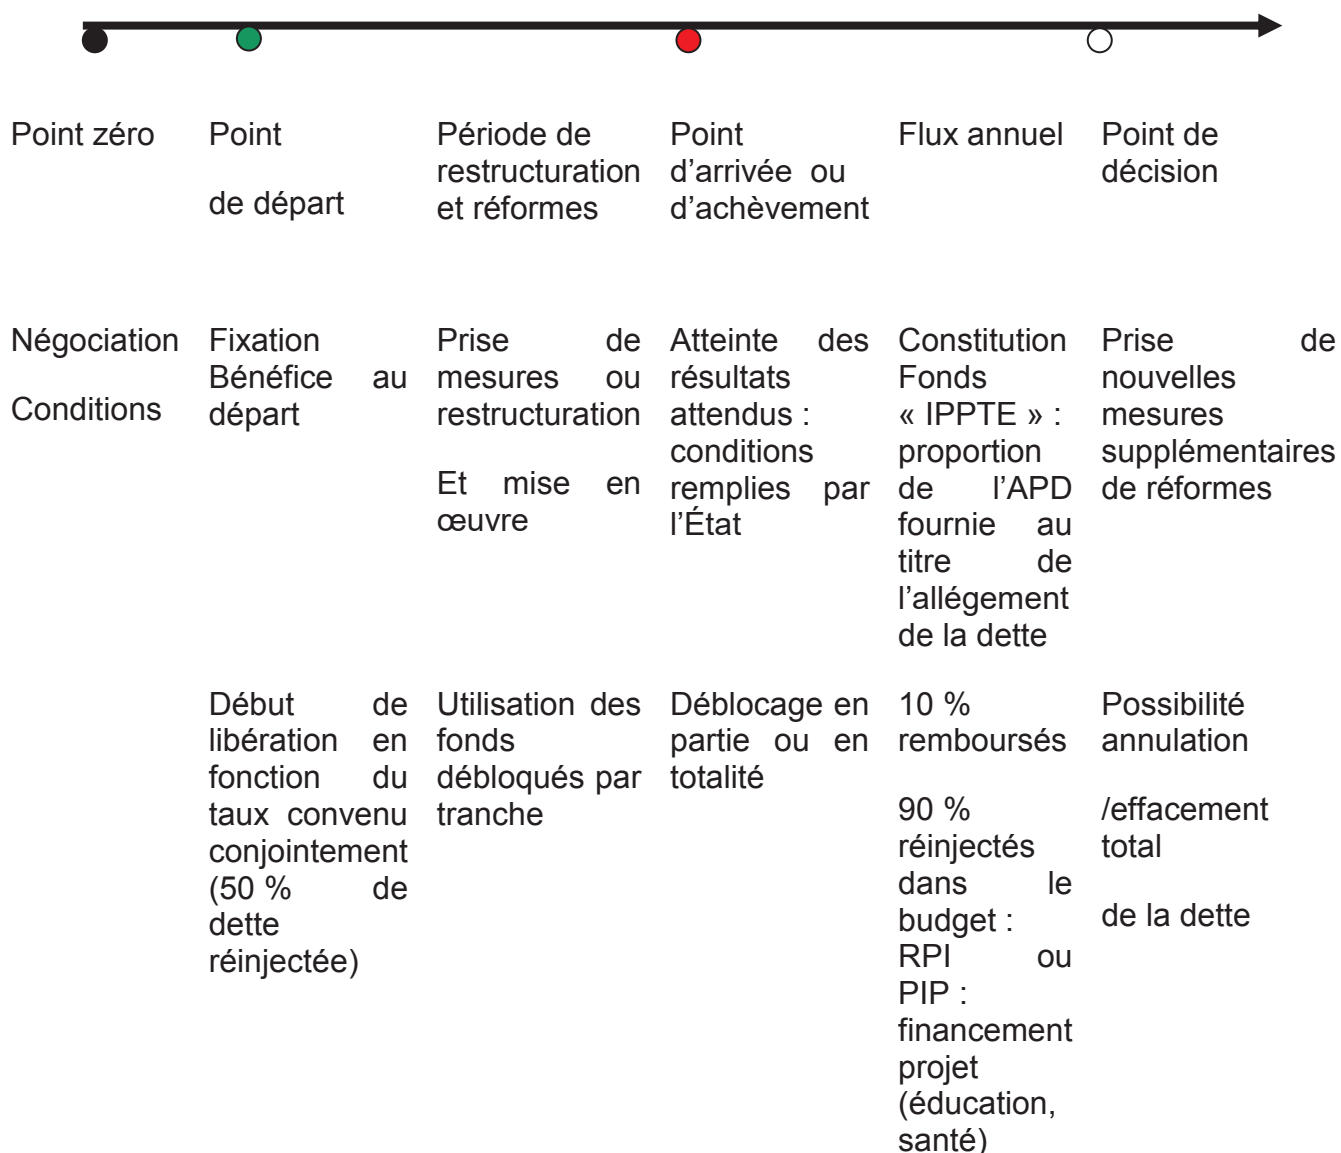 Point zéro
Point
de départ
Période de
restructuration
et réformes
Point
d’arrivée ou
d’achèvement
Flux annuel
Point de
décision
Négociation
Conditions
Fixation
Bénéfice au
départ
Prise de
mesures ou
restructuration
Et mise en
œuvre
Atteinte des
résultats
attendus :
conditions
remplies par
l’État
Constitution
Fonds
« IPPTE » :
proportion
de l’APD
fournie au
titre de
l’allégement
de la dette
Prise de
nouvelles
mesures
supplémentaires
de réformes
Début de
libération en
fonction du
taux convenu
conjointement
(50 % de
dette
réinjectée)
Utilisation des
fonds
débloqués par
tranche
Déblocage en
partie ou en
totalité
10 %
remboursés
90 %
réinjectés
dans le
budget :
RPI ou
PIP :
financement
projet
(éducation,
santé)
Possibilité
annulation
/effacement
total
de la dette